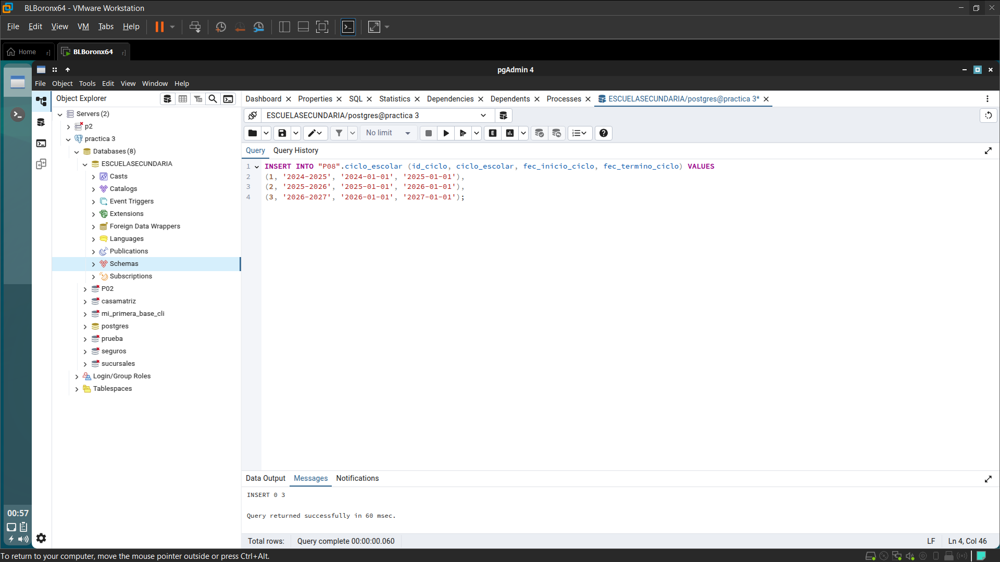 BLBoronx64 - VMware Workstation
File Edit View VM Tabs Help
Home
BLBoronx64
pgAdmin 4
File Object Tools Edit View Window Help
Object Explorer
Dashboard Properties SQL Statistics Dependencies Dependents Processes ESCUELASECUNDARIA/postgres@practica 3*
Servers (2)
p2
practica 3
Databases (8)
ESCUELASECUNDARIA
Casts
Catalogs
Event Triggers
Extensions
Foreign Data Wrappers
Languages
Publications
Schemas
Subscriptions
P02
casamatriz
mi_primera_base_cli
postgres
prueba
seguros
sucursales
Login/Group Roles
Tablespaces
ESCUELASECUNDARIA/postgres@practica 3
No limit
E
Query Query History
1 INSERT INTO "P08".ciclo_escolar (id_ciclo, ciclo_escolar, fec_inicio_ciclo, fec_termino_ciclo) VALUES
2 (1, '2024-2025', '2024-01-01', '2025-01-01'),
3 (2, '2025-2026', '2025-01-01', '2026-01-01'),
4 (3, '2026-2027', '2026-01-01', '2027-01-01');
Data Output Messages Notifications
INSERT 0 3
Query returned successfully in 60 msec.
Total rows: Query complete 00:00:00.060 LF Ln 4, Col 46
00:57
To return to your computer, move the mouse pointer outside or press Ctrl+Alt.